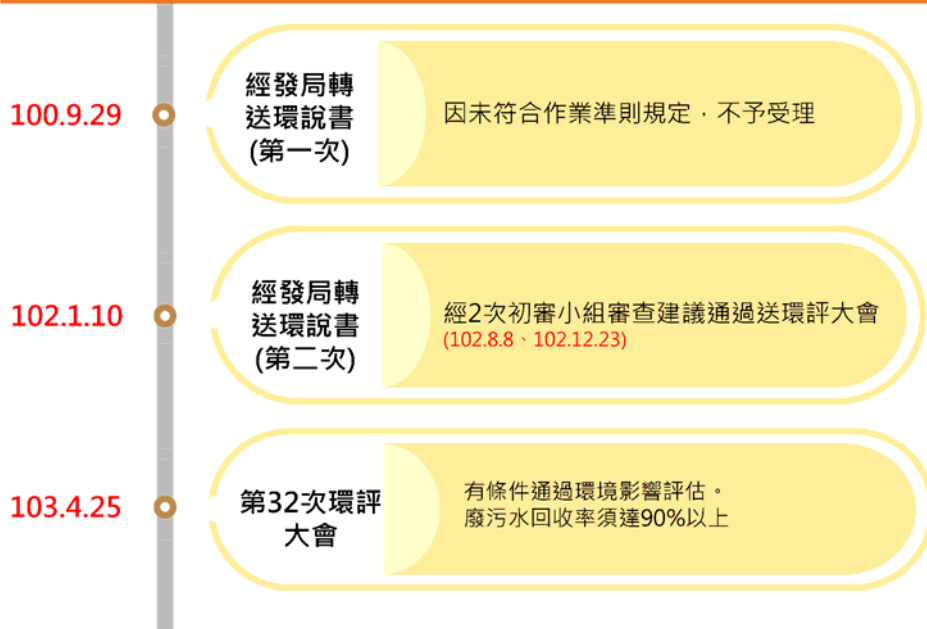 100.9.29
經發局轉
送環說書
(第一次)
因未符合作業準則規定，不予受理
102.1.10
經發局轉
送環說書
(第二次)
經2次初審小組審查建議通過送環評大會
(102.8.8、102.12.23)
103.4.25
第32次環評
大會
有條件通過環境影響評估。
廢污水回收率須達90%以上